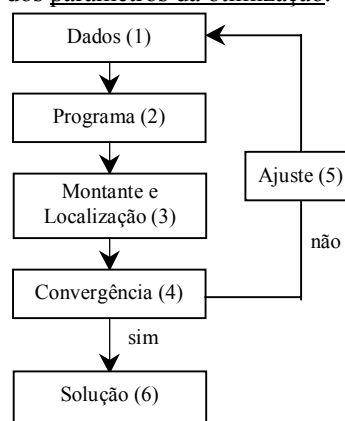 dos parâmetros da otimização.
Dados (1)
Programa (2)
Montante e
Localização (3)
Ajuste (5)
não
Convergência (4)
sim
Solução (6)